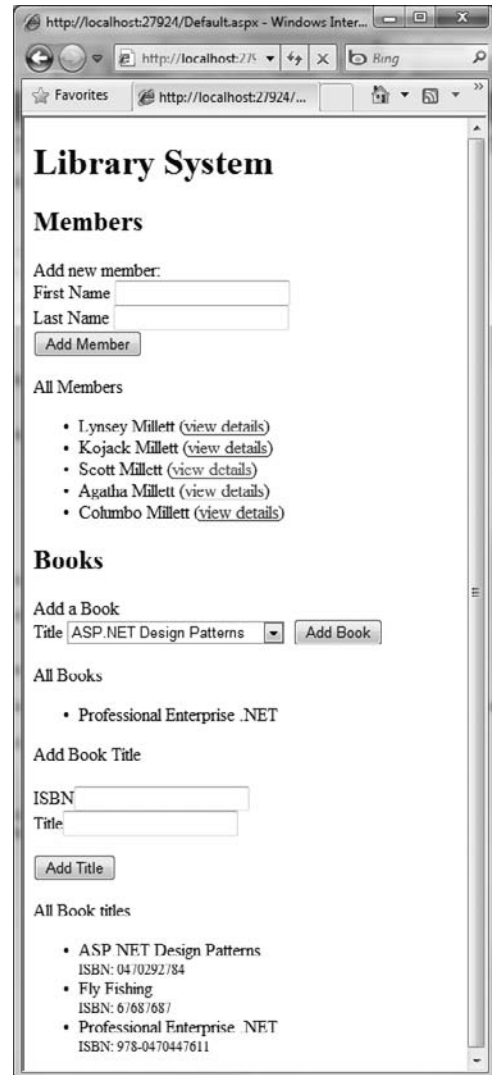 http://localhost:27924/Default.aspx - Windows Inter...
http://localhost:279
Bing
Favorites
http://localhost:27924/...
Library System
Members
Add new member:
First Name
Last Name
Add Member
All Members
• Lynsey Millett (view details)
• Kojack Millett (view details)
• Scott Millett (view details)
• Agatha Millett (view details)
• Columbo Millett (view details)
Books
Add a Book
Title ASP.NET Design Patterns Add Book
All Books
• Professional Enterprise .NET
Add Book Title
ISBN
Title
Add Title
All Book titles
• ASP.NET Design Patterns
ISBN: 0470292784
• Fly Fishing
ISBN: 67687687
• Professional Enterprise .NET
ISBN: 978-0470447611